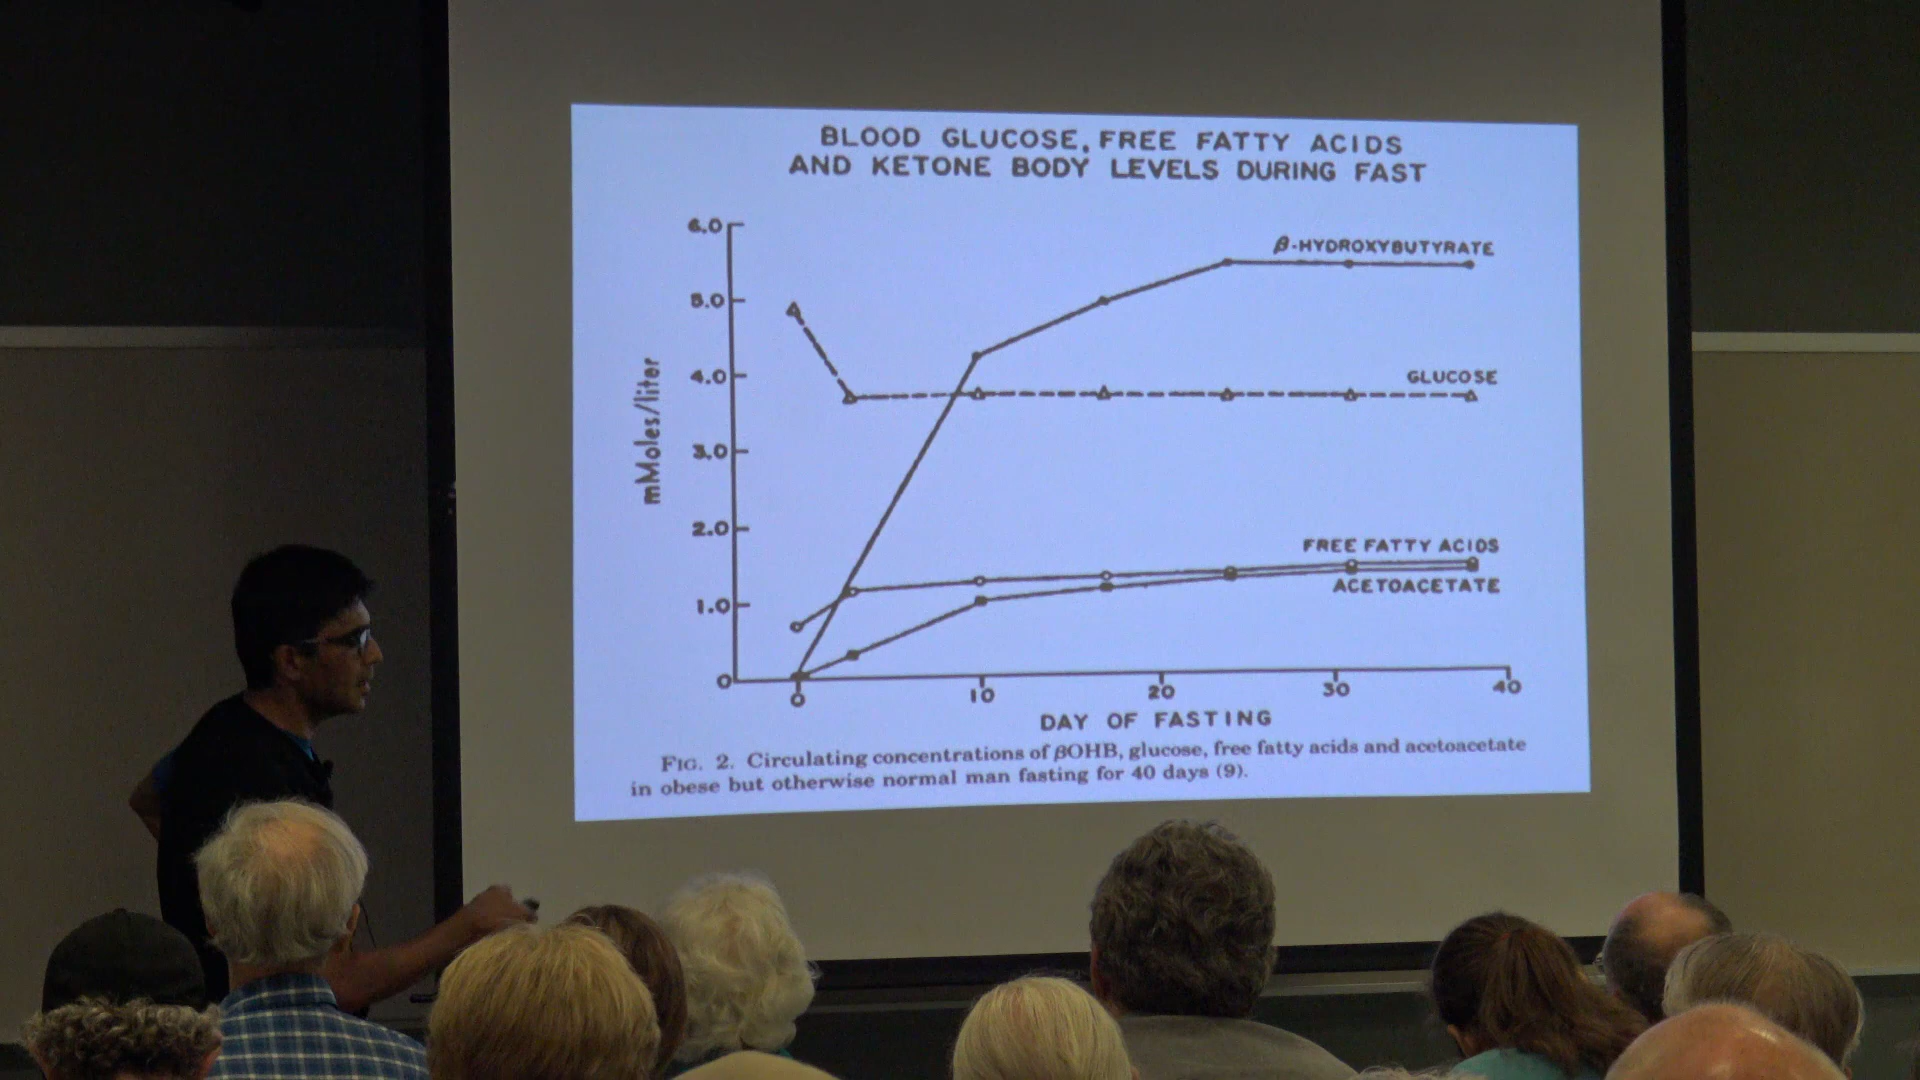 BLOOD GLUCOSE, FREE FATTY ACIDS
AND KETONE BODY LEVELS DURING FAST
6.0
β-HYDROXYBUTYRATE
5.0
4.0
GLUCOSE
mMoles/liter
3.0
2.0
FREE FATTY ACIDS
ACETOACETATE
1.0
0
0 10 20 30 40
DAY OF FASTING
FIG. 2. Circulating concentrations of βOHB, glucose, free fatty acids and acetoacetate
in obese but otherwise normal man fasting for 40 days (9).